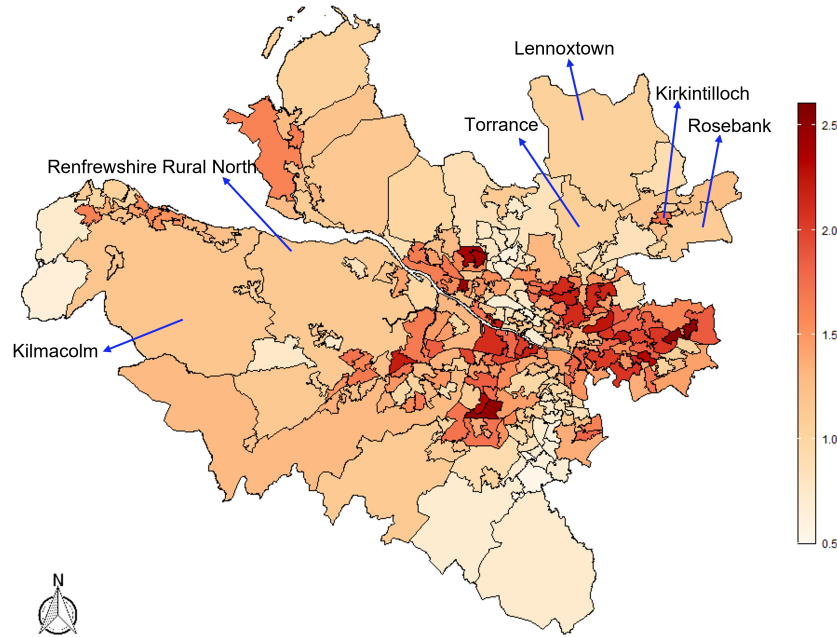 Lennoxtown
Kirkintilloch
Torrance
Rosebank
Renfrewshire Rural North
Kilmacolm
2.5
2.0
1.5
1.0
0.5
N